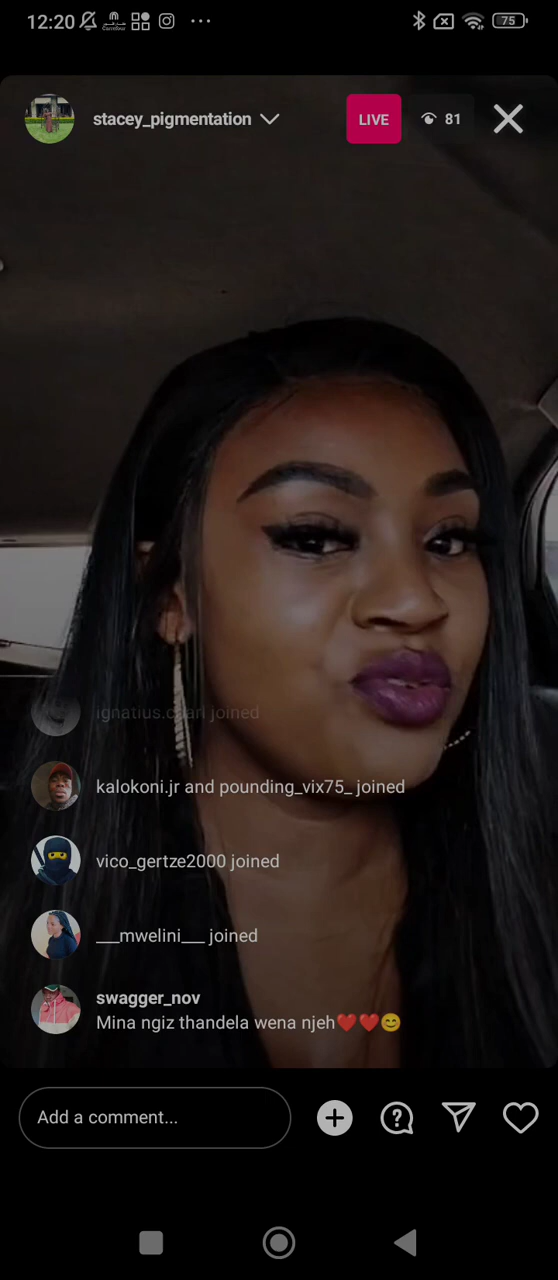 12:20
75
stacey_pigmentation
LIVE
81
kalokoni.jr and pounding_vix75_ joined
vico_gertze2000 joined
___mwelini___ joined
swagger_nov
Mina ngiz thandela wena njeh❤️❤️😊
Add a comment...